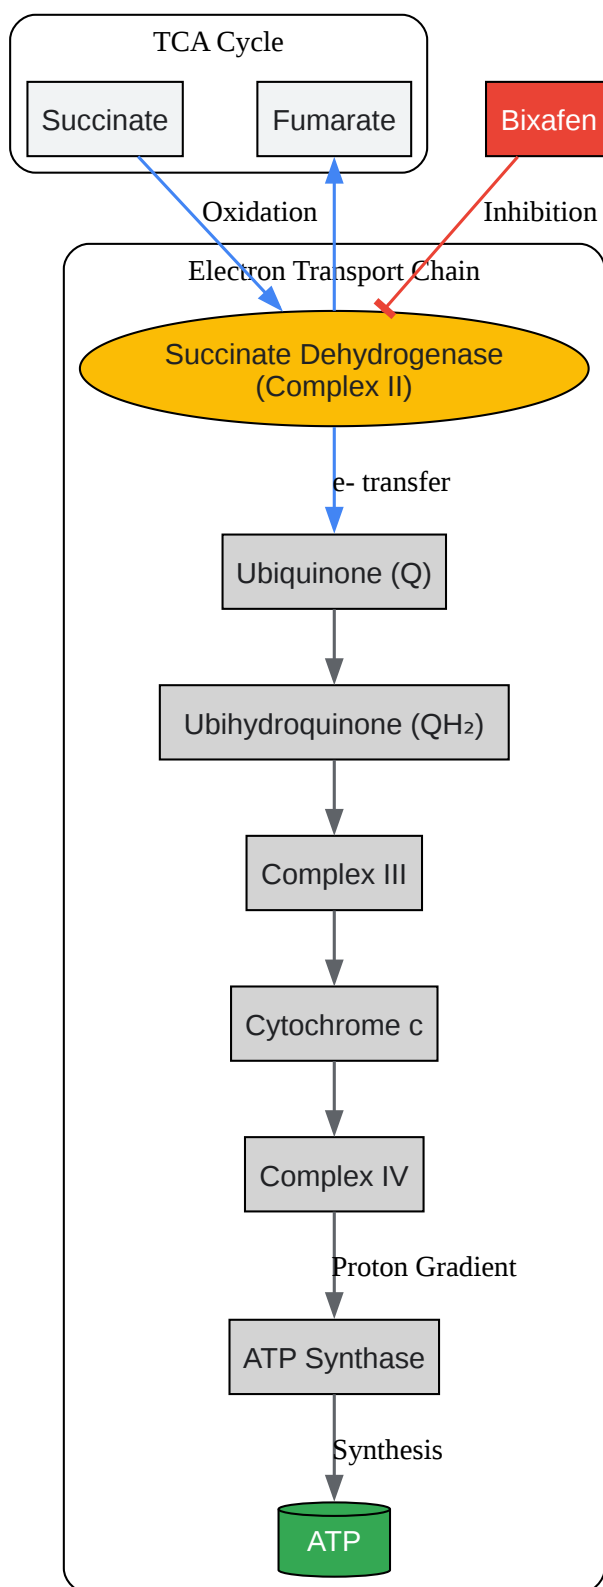 TCA Cycle
Succinate
Fumarate
Bixafen
Oxidation
Inhibition
Electron Transport Chain
Succinate Dehydrogenase
(Complex II)
e- transfer
Ubiquinone (Q)
Ubihydroquinone (QH₂)
Complex III
Cytochrome c
Complex IV
Proton Gradient
ATP Synthase
Synthesis
ATP